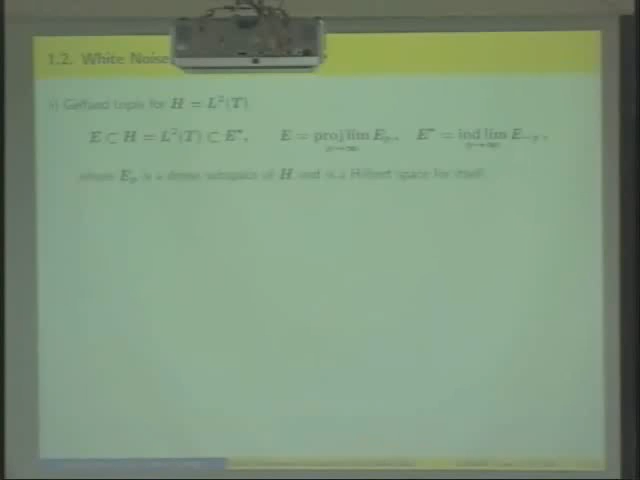 1.2. White Noise
i) Gelfand triple for H = L²(T)
E ⊂ H = L²(T) ⊂ E*, E = proj lim E_p, E* = ind lim E_{-p},
p→∞ p→∞
where E_p is a dense subspace of H and is a Hilbert space for itself.